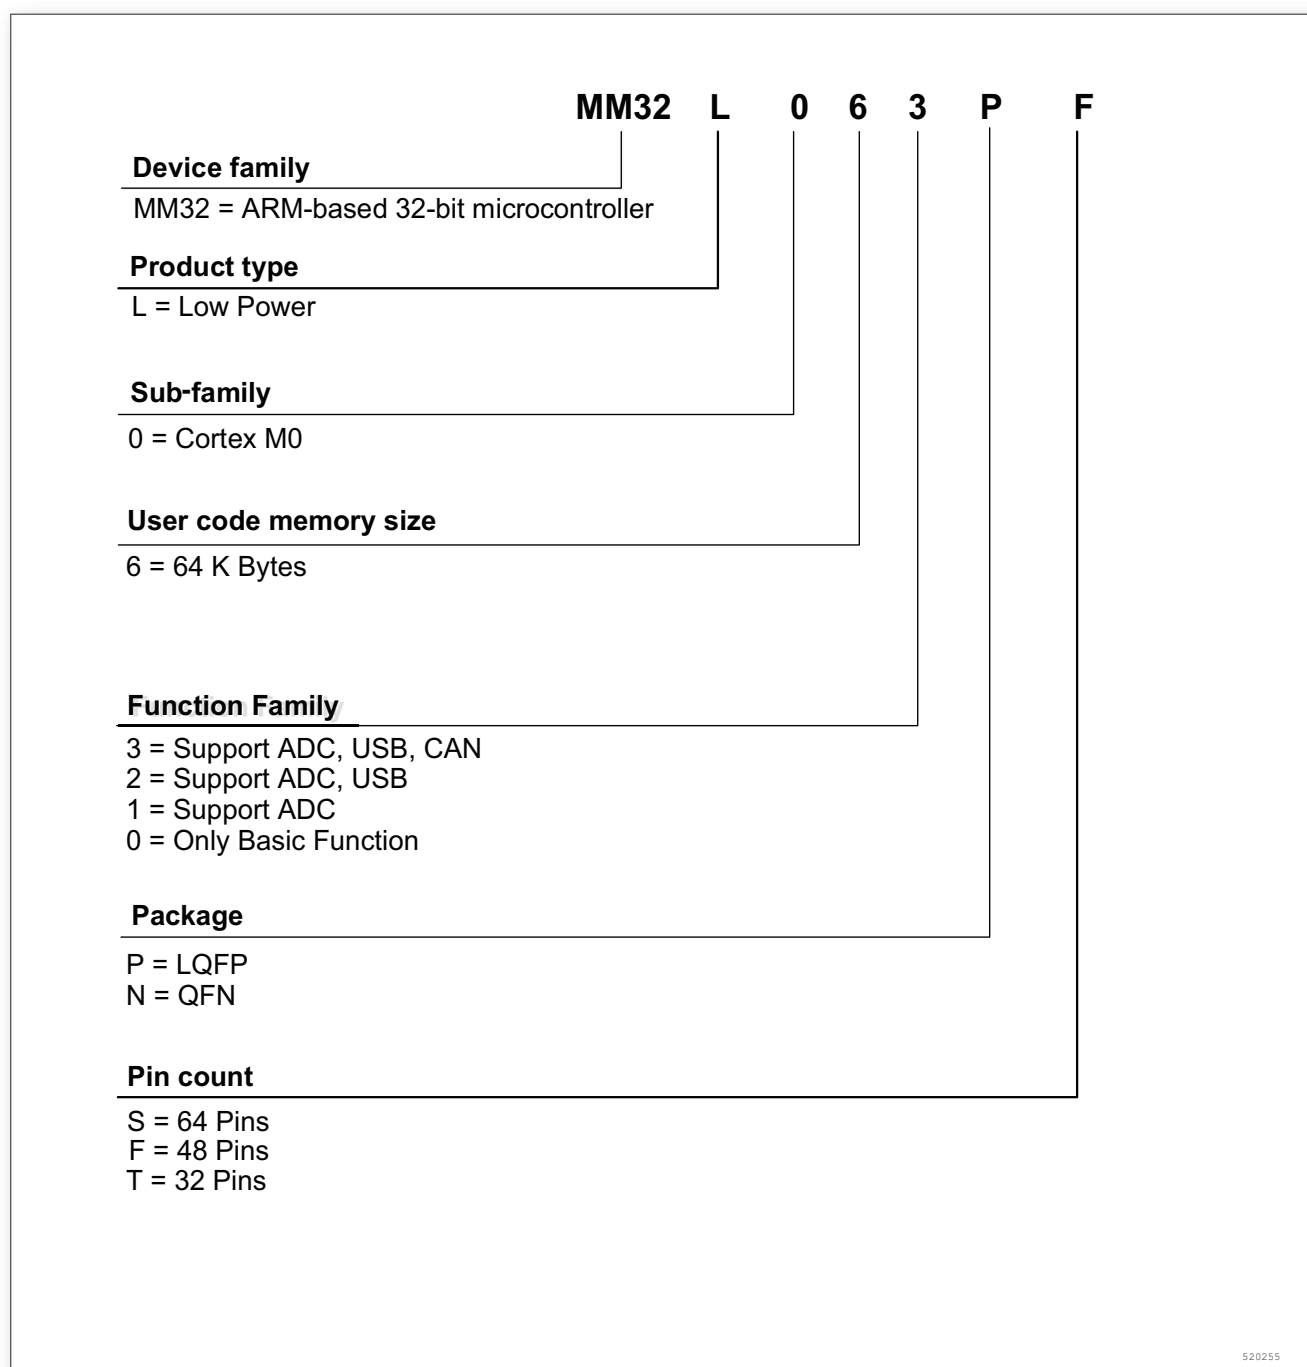 MM32 L 0 6 3 P F
Device family
MM32 = ARM-based 32-bit microcontroller
Product type
L = Low Power
Sub-family
0 = Cortex M0
User code memory size
6 = 64 K Bytes
Function Family
3 = Support ADC, USB, CAN
2 = Support ADC, USB
1 = Support ADC
0 = Only Basic Function
Package
P = LQFP
N = QFN
Pin count
S = 64 Pins
F = 48 Pins
T = 32 Pins
520255